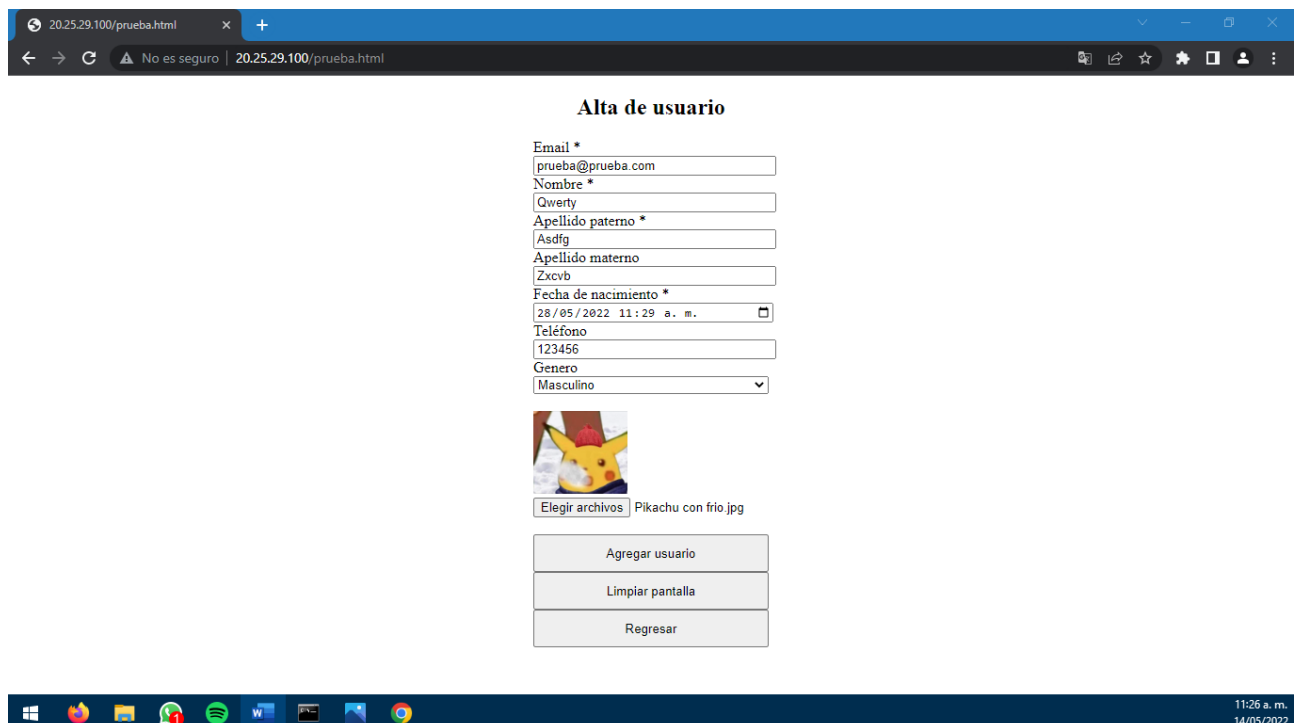 20.25.29.100/prueba.html
No es seguro | 20.25.29.100/prueba.html
Alta de usuario
Email *
prueba@prueba.com
Nombre *
Qwerty
Apellido paterno *
Asdfg
Apellido materno
Zxcvb
Fecha de nacimiento *
28/05/2022 11:29 a. m.
Teléfono
123456
Genero
Masculino
Elegir archivos Pikachu con frio.jpg
Agregar usuario
Limpiar pantalla
Regresar
1
11:26 a. m.
14/05/2022